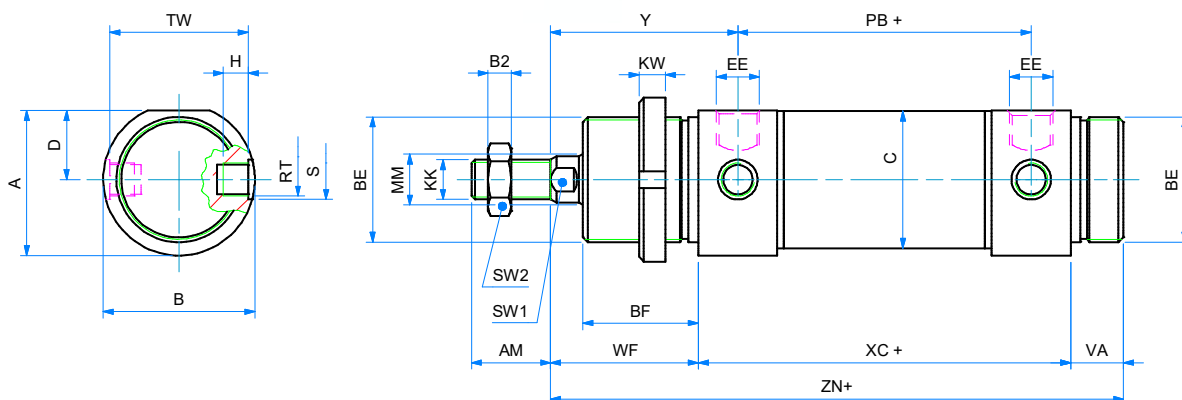 TW
H
D
A
RT
S
B
Y
PB +
B2
KW
EE
EE
BE
MM
KK
C
BE
SW2
SW1
BF
AM
WF
XC +
VA
ZN+